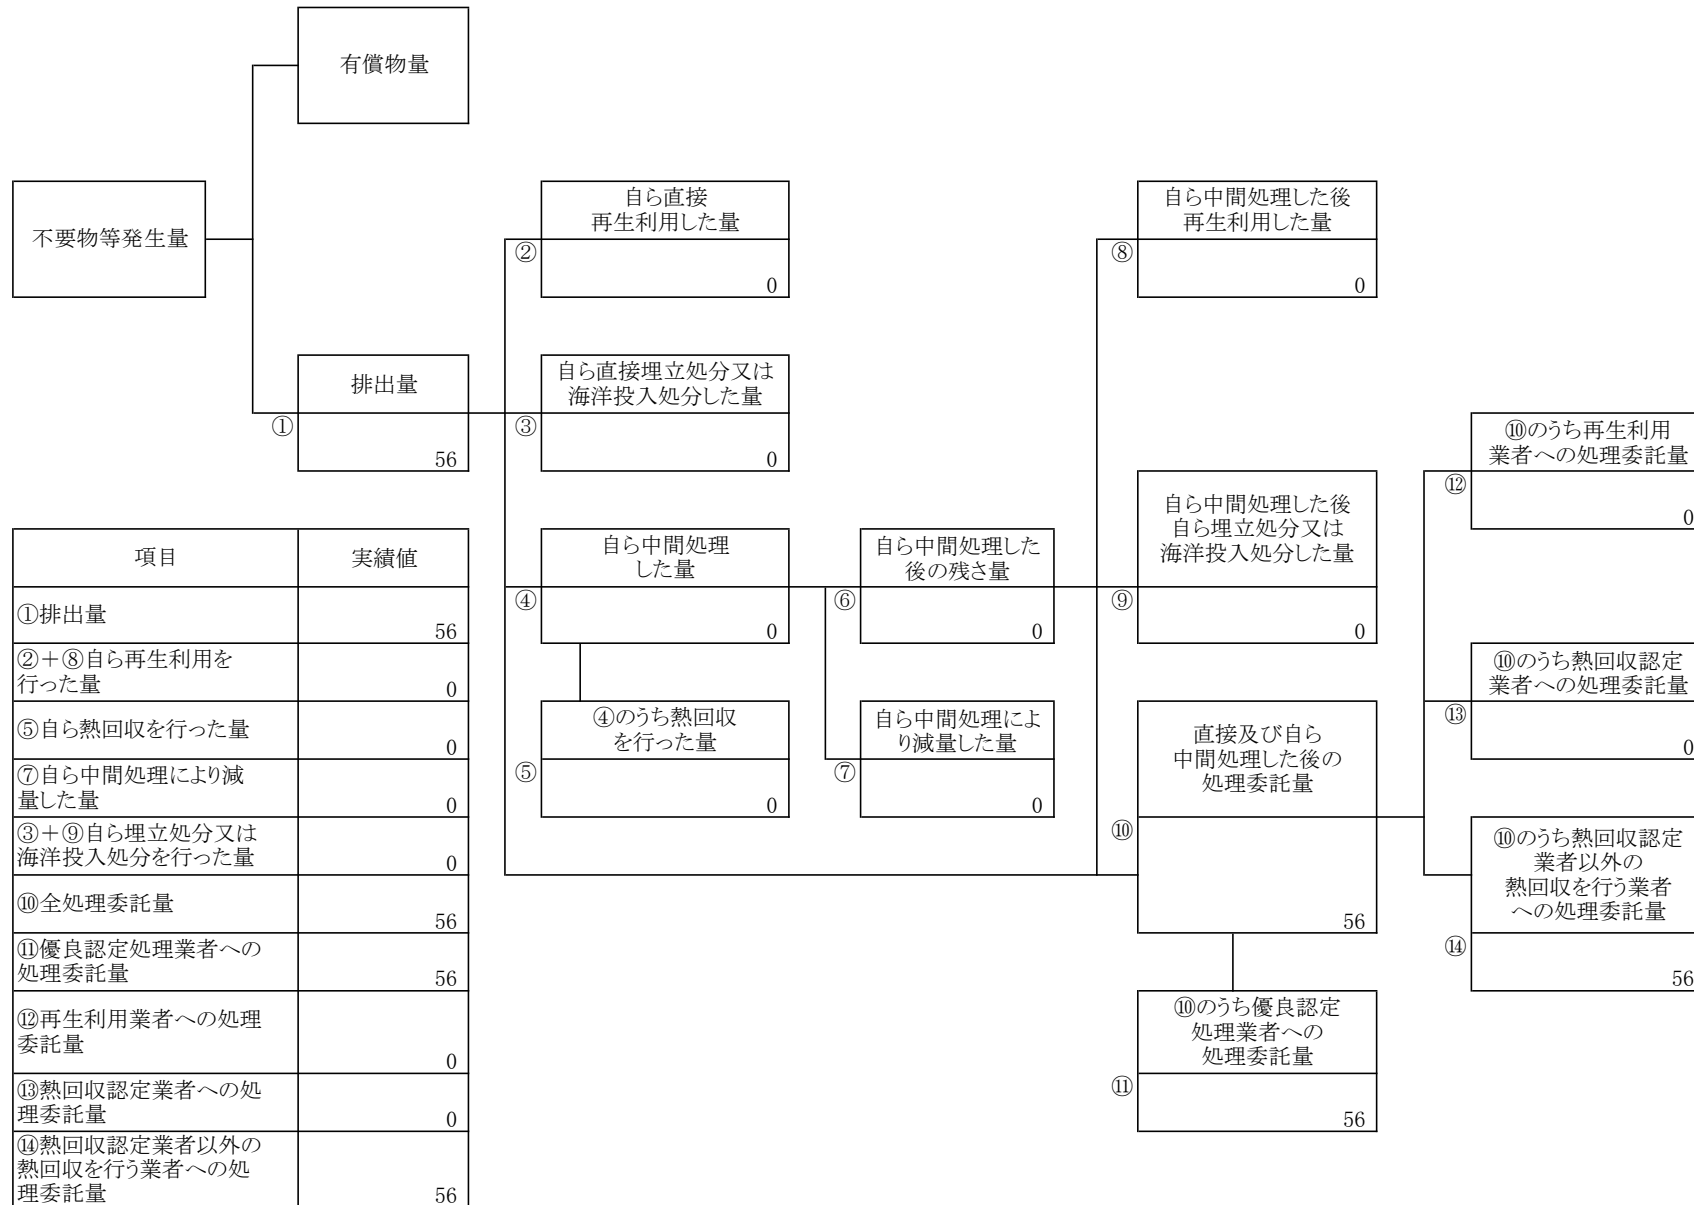 有償物量
不要物等発生量
自ら直接
再生利用した量
②
0
自ら中間処理した後
再生利用した量
⑧
0
排出量
①
56
自ら直接埋立処分又は
海洋投入処分した量
③
0
⑩のうち再生利用
業者への処理委託量
⑫
0
自ら中間処理した後
自ら埋立処分又は
海洋投入処分した量
⑨
0
自ら中間処理
した量
④
0
自ら中間処理した
後の残さ量
⑥
0
⑩のうち熱回収認定
業者への処理委託量
⑬
0
④のうち熱回収
を行った量
⑤
0
自ら中間処理によ
り減量した量
⑦
0
直接及び自ら
中間処理した後の
処理委託量
⑩
56
⑩のうち熱回収認定
業者以外の
熱回収を行う業者
への処理委託量
⑭
56
⑩のうち優良認定
処理業者への
処理委託量
⑪
56
項目 実績値
①排出量
56
②+⑧自ら再生利用を
行った量 0
⑤自ら熱回収を行った量
0
⑦自ら中間処理により減
量した量 0
③+⑨自ら埋立処分又は
海洋投入処分を行った量 0
⑩全処理委託量
56
⑪優良認定処理業者への
処理委託量 56
⑫再生利用業者への処理
委託量 0
⑬熱回収認定業者への処
理委託量 0
⑭熱回収認定業者以外の
熱回収を行う業者への処
理委託量 56